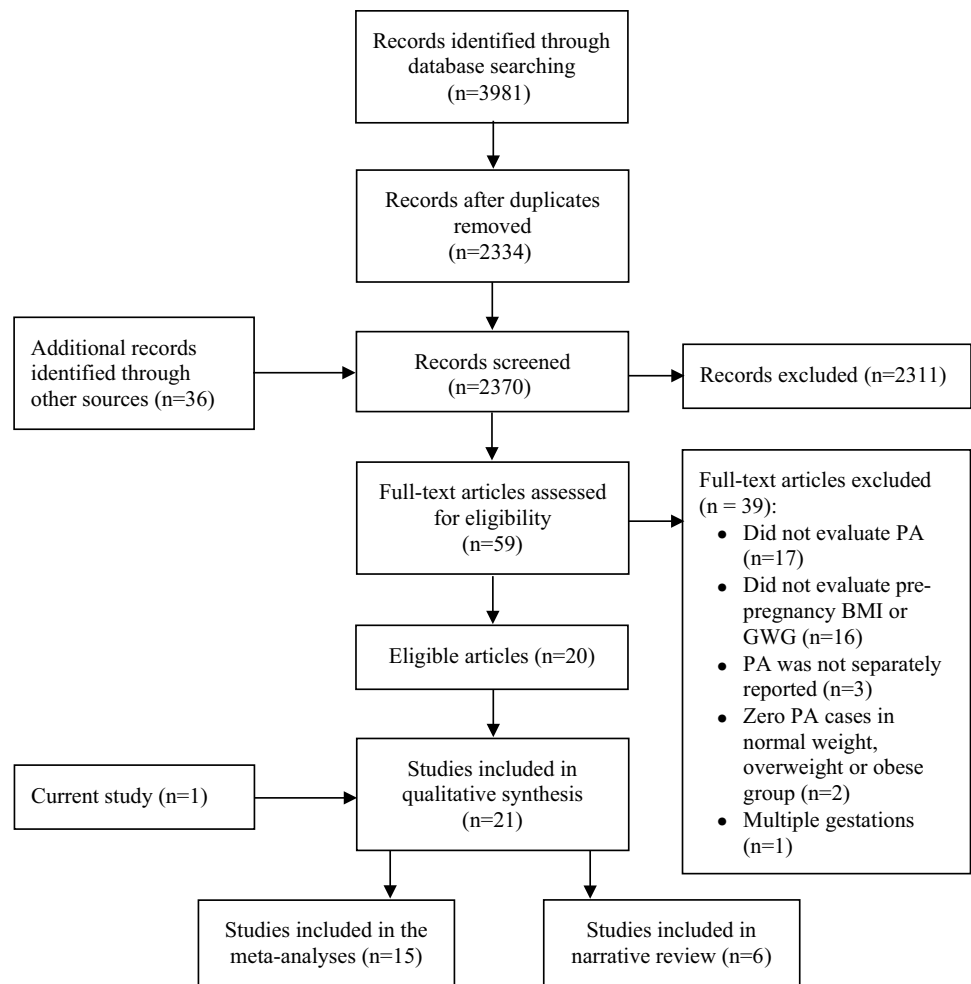 Records identified through
database searching
(n=3981)
Records after duplicates
removed
(n=2334)
Additional records
identified through
other sources (n=36)
Records screened
(n=2370)
Records excluded (n=2311)
Full-text articles assessed
for eligibility
(n=59)
Full-text articles excluded
(n = 39):
• Did not evaluate PA
(n=17)
• Did not evaluate pre-
pregnancy BMI or
GWG (n=16)
• PA was not separately
reported (n=3)
• Zero PA cases in
normal weight,
overweight or obese
group (n=2)
• Multiple gestations
(n=1)
Eligible articles (n=20)
Current study (n=1)
Studies included in
qualitative synthesis
(n=21)
Studies included in the
meta-analyses (n=15)
Studies included in
narrative review (n=6)